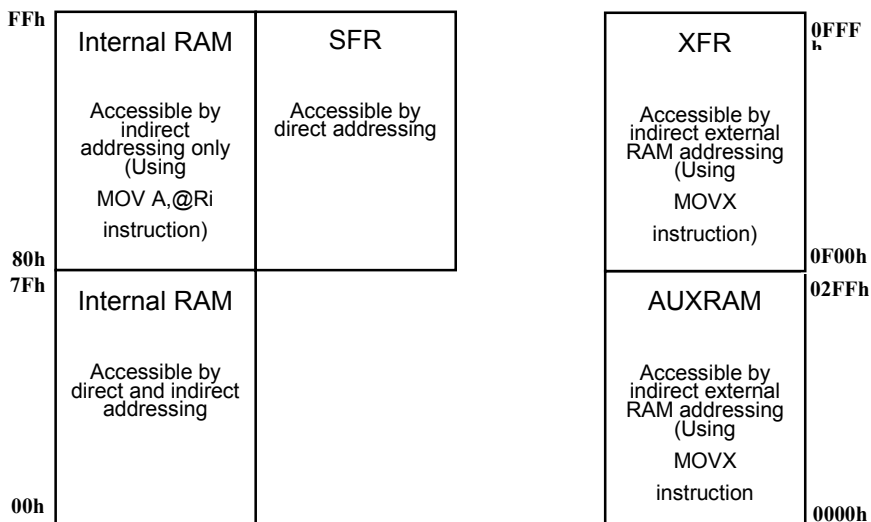 FFh
Internal RAM
Accessible by
indirect
addressing only
(Using
MOV A,@Ri
instruction)
80h
SFR
Accessible by
direct addressing
XFR
Accessible by
indirect external
RAM addressing
(Using
MOVX
instruction)
0FFF
h
0F00h
7Fh
Internal RAM
Accessible by
direct and indirect
addressing
00h
AUXRAM
Accessible by
indirect external
RAM addressing
(Using
MOVX
instruction
02FFh
0000h